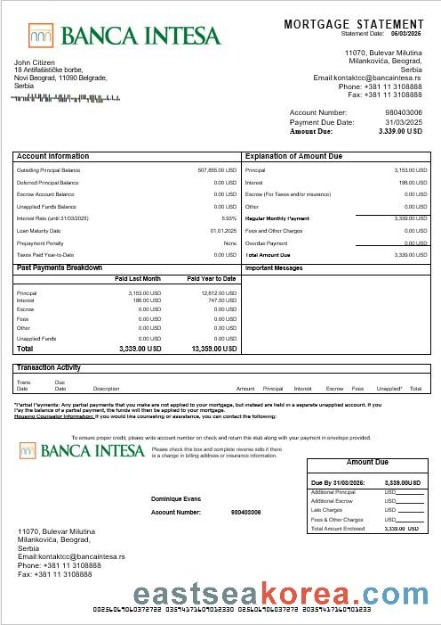 BANCA INTESA
MORTGAGE STATEMENT
Statement Date: 06/03/2026
John Citizen
18 Antifašističke borbe,
Novi Beograd, 11090 Belgrade,
Serbia
11070, Bulevar Milutina
Milankovića, Beograd,
Serbia
Email:kontaktcc@bancaintesa.rs
Phone: +381 11 3108888
Fax: +381 11 3108888
Account Number: 980403006
Payment Due Date: 31/03/2025
Amount Due: 3.339.00 USD
Account Information
Outstanding Principal Balance 507,855.00 USD
Deferred Principal Balance 0.00 USD
Escrow Account Balance 0.00 USD
Unapplied Funds Balance 0.00 USD
Interest Rate (until 31/03/2025) 5.93%
Loan Maturity Date 01.01.2025
Prepayment Penalty None
Taxes Paid Year-to-Date 0.00 USD
Explanation of Amount Due
Principal 3,153.00 USD
Interest 186.00 USD
Escrow (For Taxes and/or insurance) 0.00 USD
Other 0.00 USD
Regular Monthly Payment 3,339.00 USD
Fees and Other Charges 0.00 USD
Overdue Payment 0.00 USD
Total Amount Due 3,339.00 USD
Past Payments Breakdown
Paid Last Month Paid Year to Date
Principal 3,153.00 USD 12,612.00 USD
Interest 186.00 USD 747.00 USD
Escrow 0.00 USD 0.00 USD
Fees 0.00 USD 0.00 USD
Other 0.00 USD 0.00 USD
Unapplied Funds 0.00 USD 0.00 USD
Total 3,339.00 USD 13,359.00 USD
Important Messages
Transaction Activity
Trans. Due
Date Date Description Amount Principal Interest Escrow Fees Unapplied* Total
*Partial Payments: Any partial payments that you make are not applied to your mortgage, but instead are held in a separate unapplied account. If you
pay the balance of a partial payment, the funds will then be applied to your mortgage.
Housing Counselor Information: If you would like counseling or assistance, you can contact the following:
To ensure proper credit, please write account number on check and return this stub along with your payment in envelope provided.
BANCA INTESA
Please check this box and complete reverse side if there
is a change in billing address or insurance information.
Amount Due
Due By 31/03/2026: 3,339.00USD
Additional Principal USD
Additional Escrow USD
Late Charges USD
Fees & Other Charges USD
Total Amount Enclosed 3,339.00 USD
Dominique Evans
Account Number: 980403006
11070, Bulevar Milutina
Milankovića, Beograd,
Serbia
Email:kontaktcc@bancaintesa.rs
Phone: +381 11 3108888
Fax: +381 11 3108888
eastseakorea.com